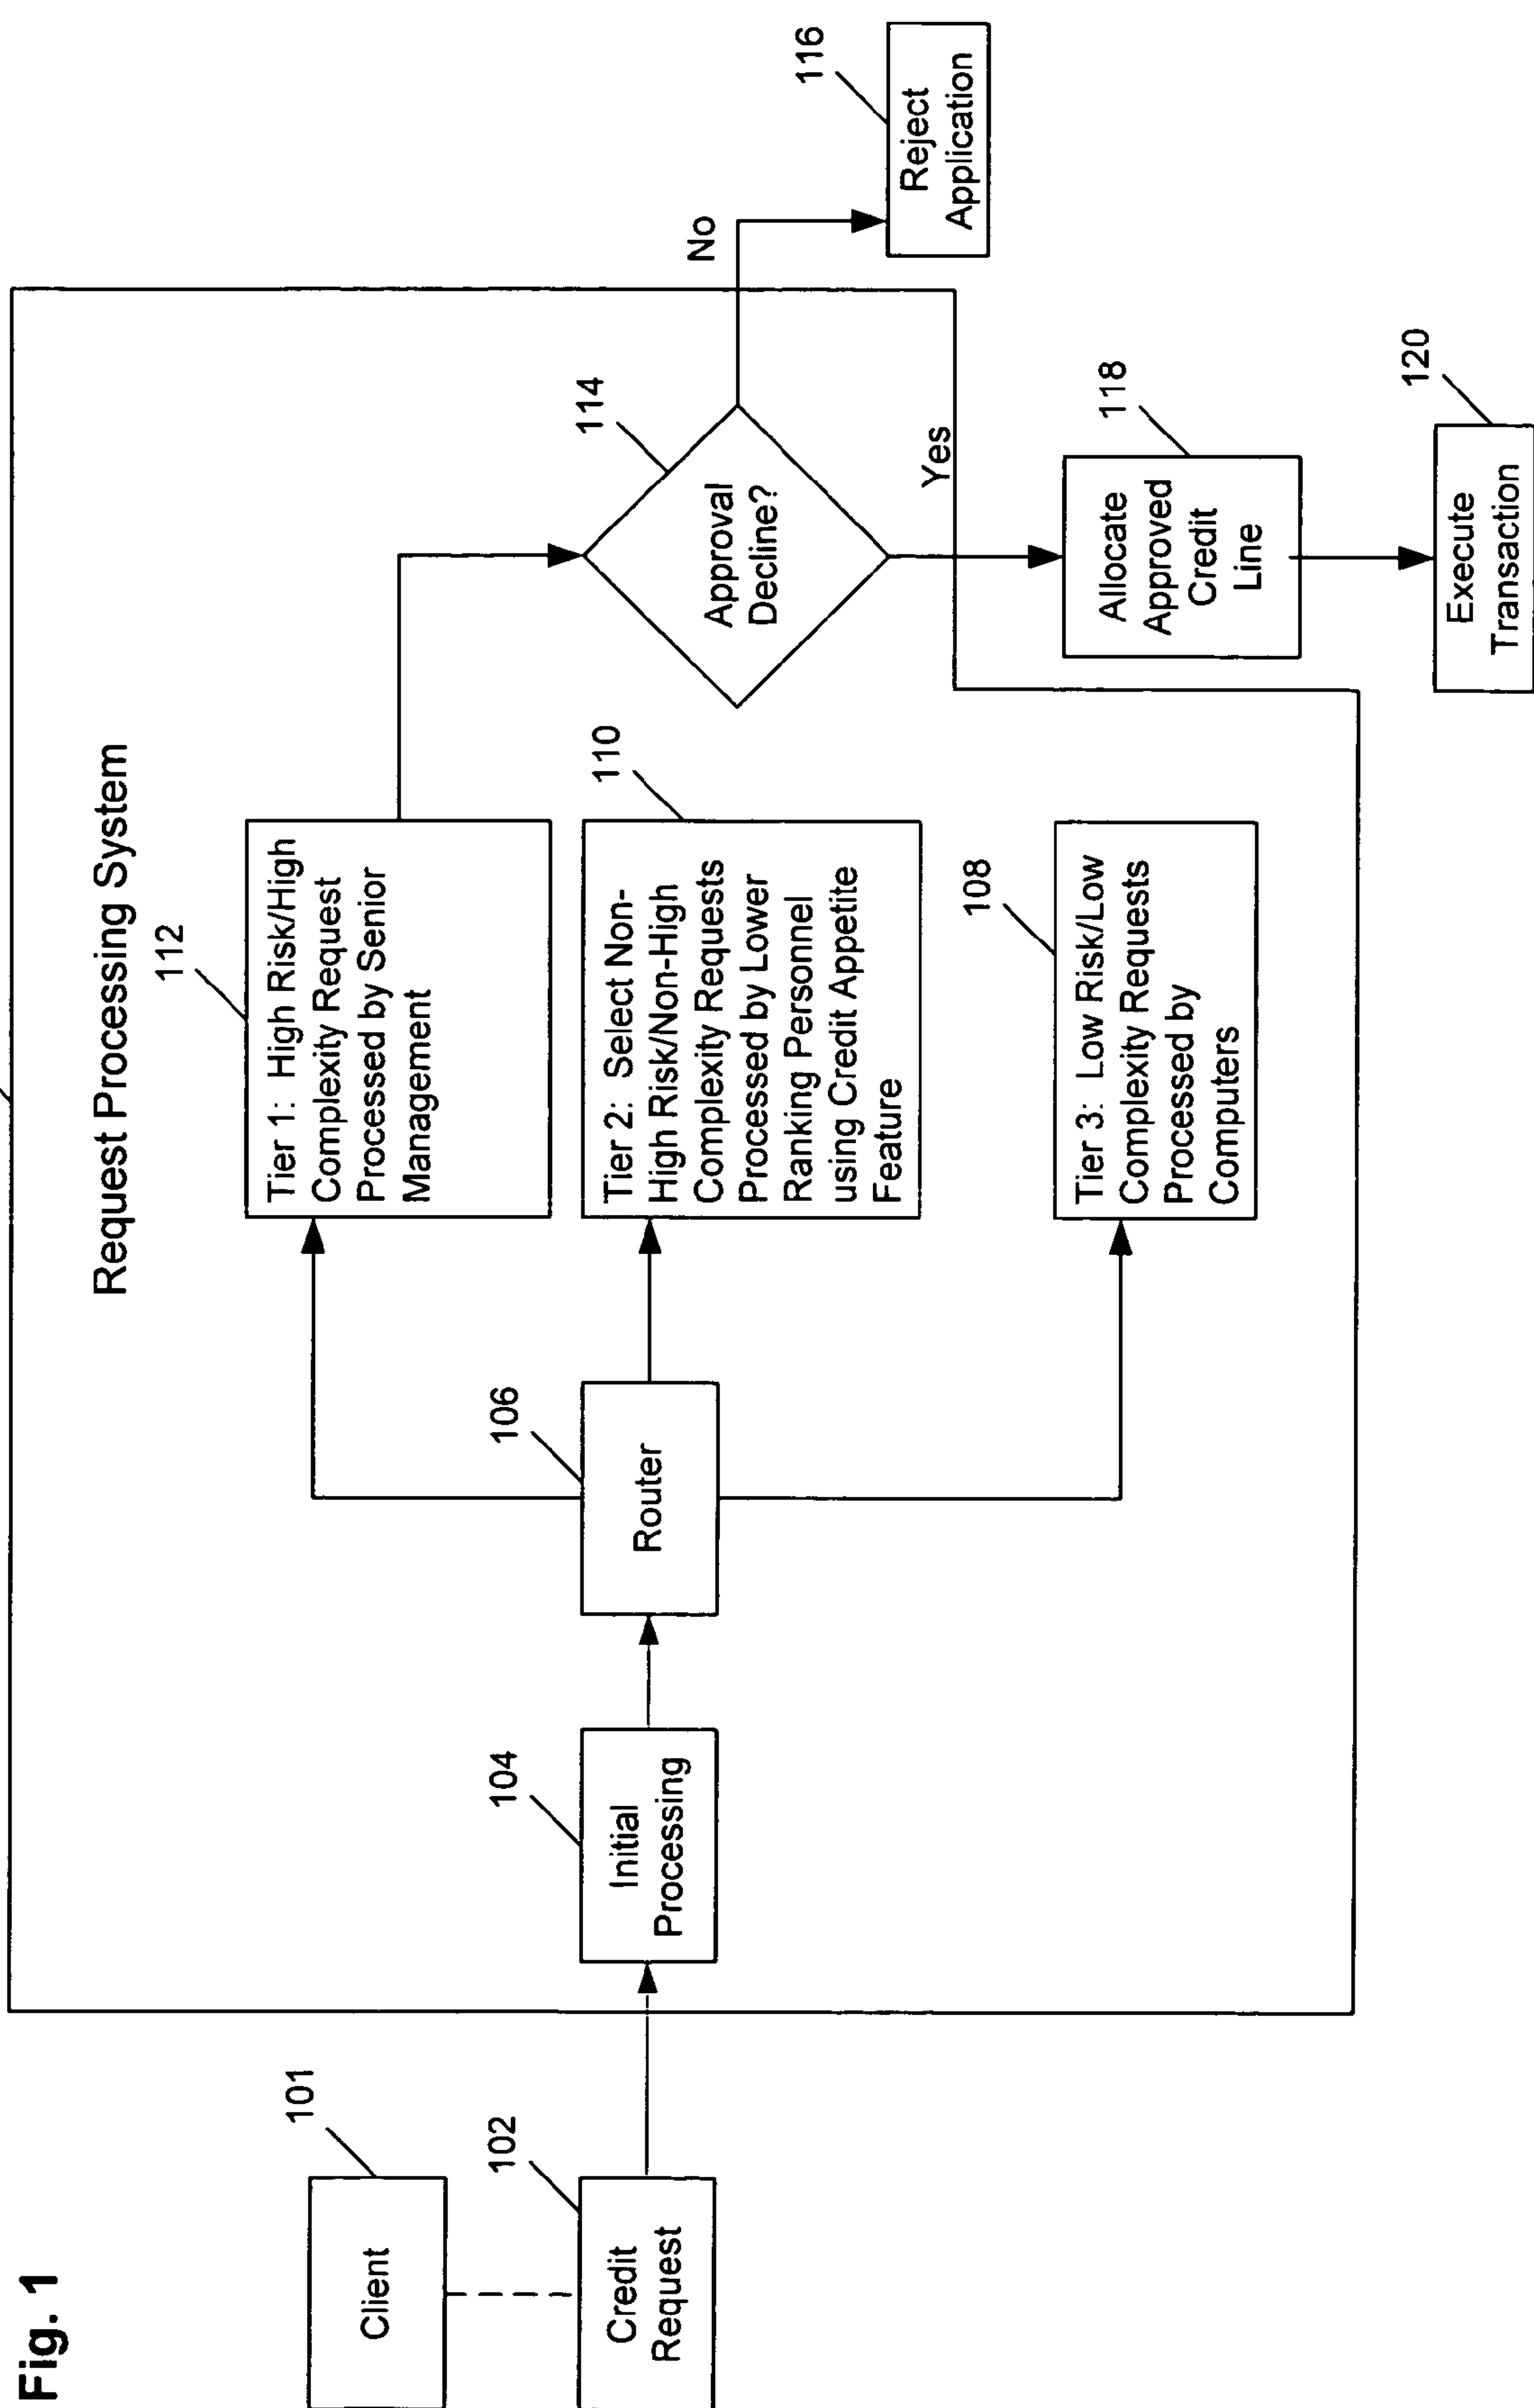 Fig. 1
Request Processing System
Client
101
Credit
Request
102
Initial
Processing
104
Router
106
Tier 1: High Risk/High
Complexity Request
Processed by Senior
Management
112
Tier 2: Select Non-
High Risk/Non-High
Complexity Requests
Processed by Lower
Ranking Personnel
using Credit Appetite
Feature
110
Tier 3: Low Risk/Low
Complexity Requests
Processed by
Computers
108
Approval
Decline?
114
No
Yes
Reject
Application
116
Allocate
Approved
Credit
Line
118
Execute
Transaction
120